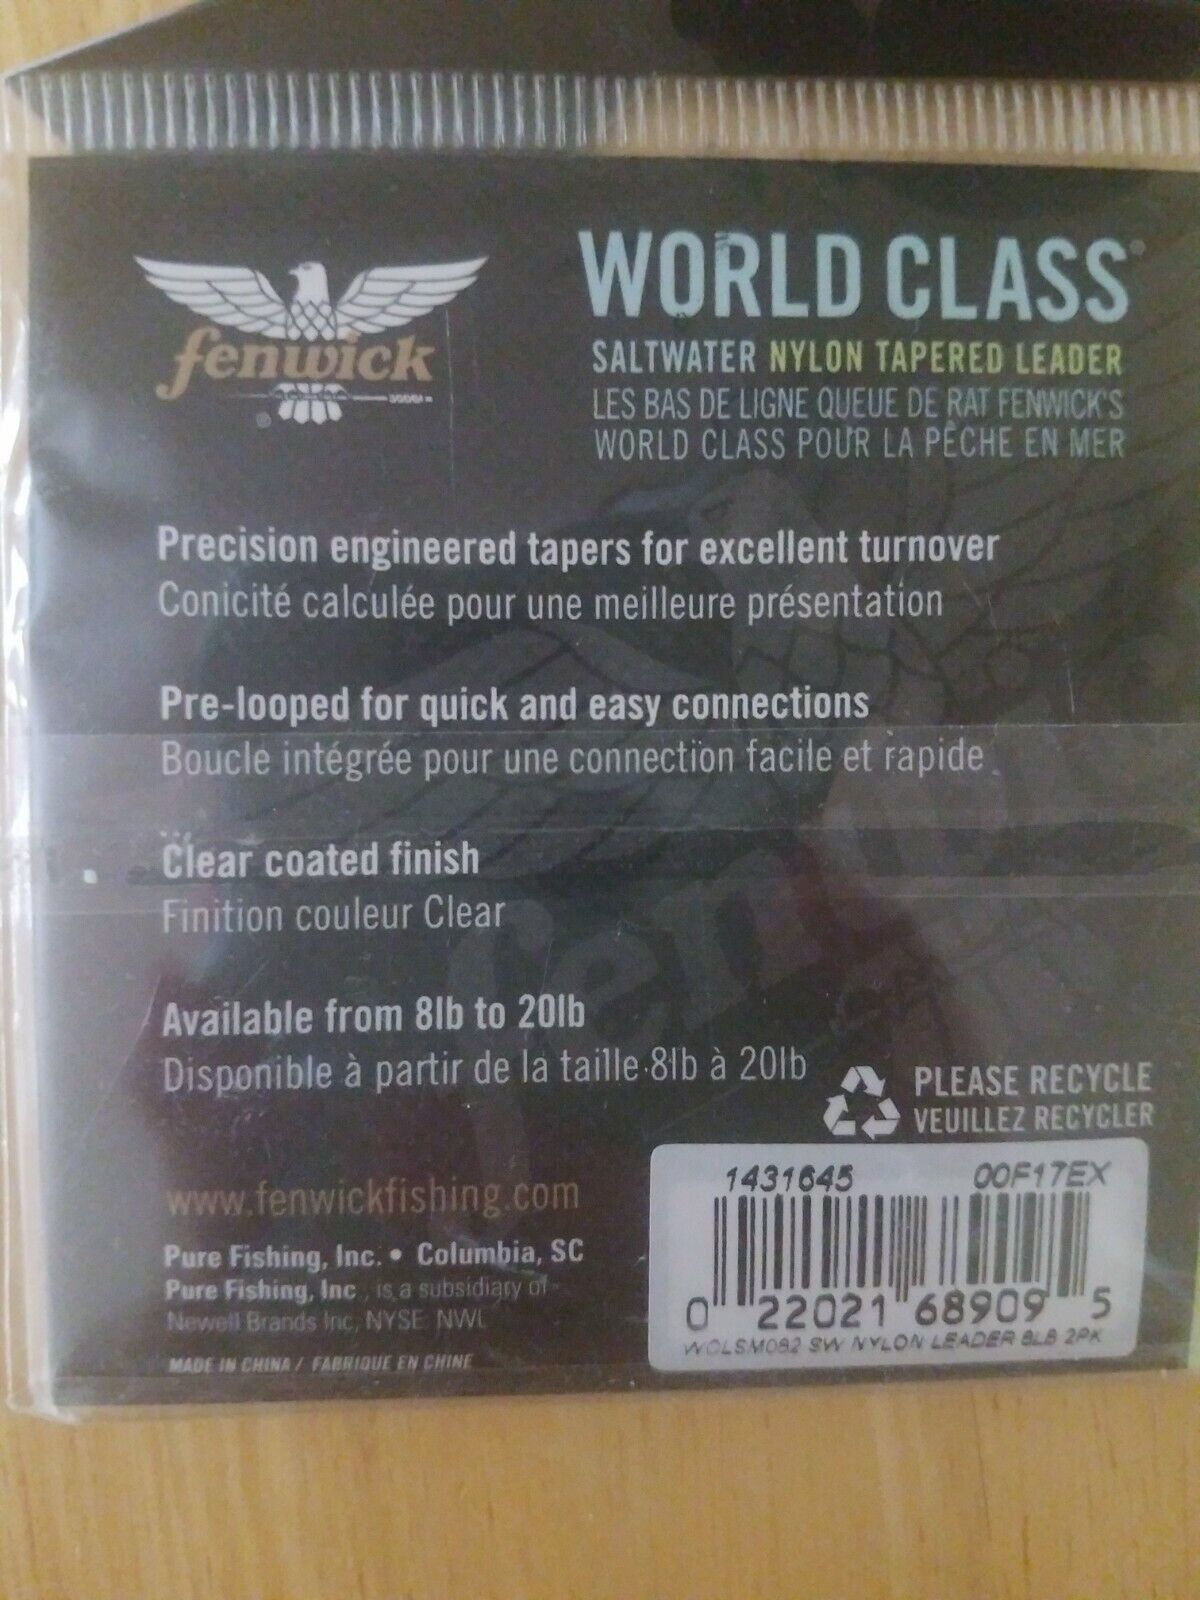 fenwick
®
WORLD CLASS®
SALTWATER NYLON TAPERED LEADER
LES BAS DE LIGNE QUEUE DE RAT FENWICK'S
WORLD CLASS POUR LA PÊCHE EN MER
Precision engineered tapers for excellent turnover
Conicité calculée pour une meilleure présentation
Pre-looped for quick and easy connections
Boucle intégrée pour une connection facile et rapide
Clear coated finish
Finition couleur Clear
Available from 8lb to 20lb
Disponible à partir de la taille 8lb à 20lb
PLEASE RECYCLE
VEUILLEZ RECYCLER
www.fenwickfishing.com
Pure Fishing, Inc. • Columbia, SC
Pure Fishing, Inc., is a subsidiary of
Newell Brands Inc, NYSE: NWL
MADE IN CHINA / FABRIQUE EN CHINE
1431645 00F17EX
0 22021 68909 5
WCLSM082 SW NYLON LEADER 8LB 2PK
fenwick